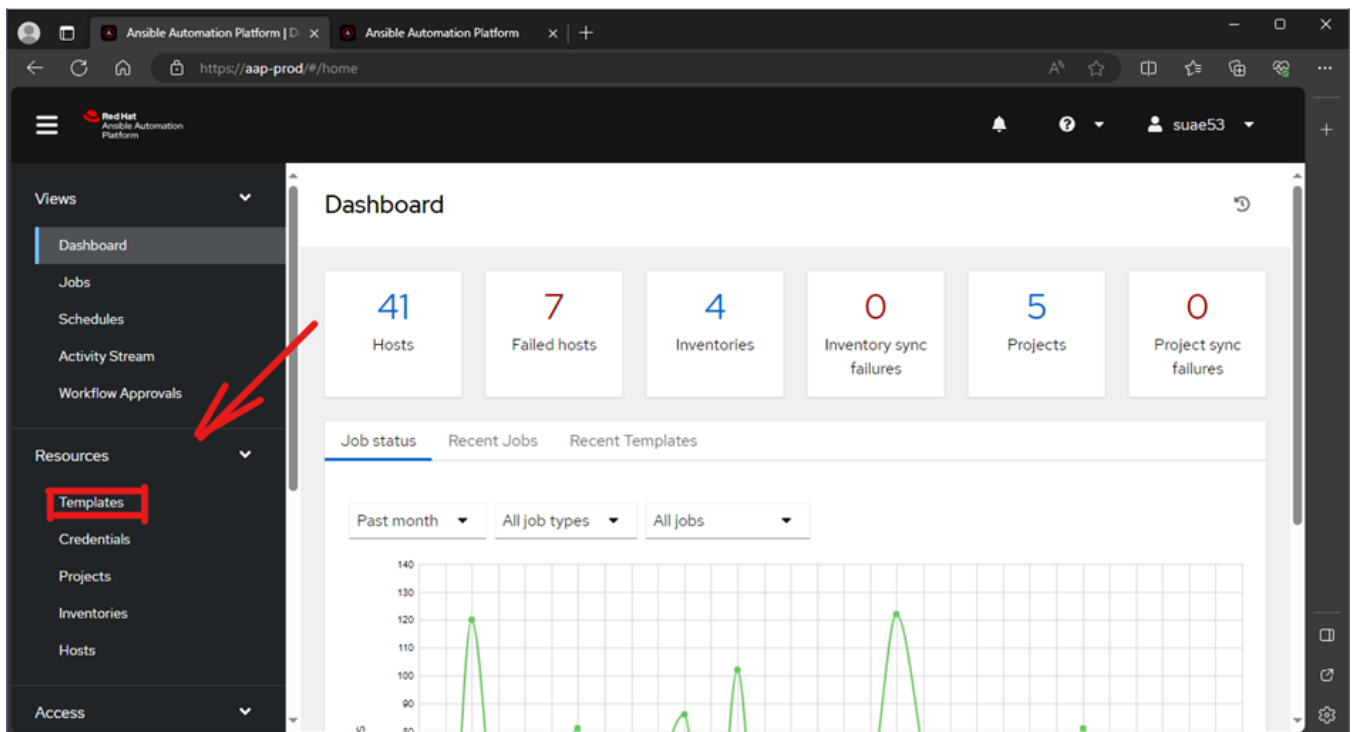 Ansible Automation Platform | D
Ansible Automation Platform
https://aap-prod/#/home
Red Hat
Ansible Automation
Platform
suae53
Views
Dashboard
Jobs
Schedules
Activity Stream
Workflow Approvals
Resources
Templates
Credentials
Projects
Inventories
Hosts
Access
Dashboard
41
Hosts
7
Failed hosts
4
Inventories
0
Inventory sync
failures
5
Projects
0
Project sync
failures
Job status Recent Jobs Recent Templates
Past month All job types All jobs
140
130
120
110
100
90
80